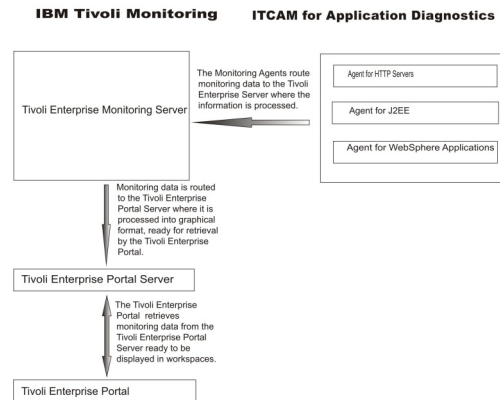 IBM Tivoli Monitoring
ITCAM for Application Diagnostics
Tivoli Enterprise Monitoring Server
The Monitoring Agents route
monitoring data to the Tivoli
Enterprise Server where the
information is processed.
Agent for HTTP Servers
Agent for J2EE
Agent for WebSphere Applications
Monitoring data is routed
to the Tivoli Enterprise
Portal Server where it is
processed into graphical
format, ready for retrieval
by the Tivoli Enterprise
Portal.
Tivoli Enterprise Portal Server
The Tivoli Enterprise
Portal retrieves
monitoring data from the
Tivoli Enterprise Portal
Server ready to be
displayed in workspaces.
Tivoli Enterprise Portal